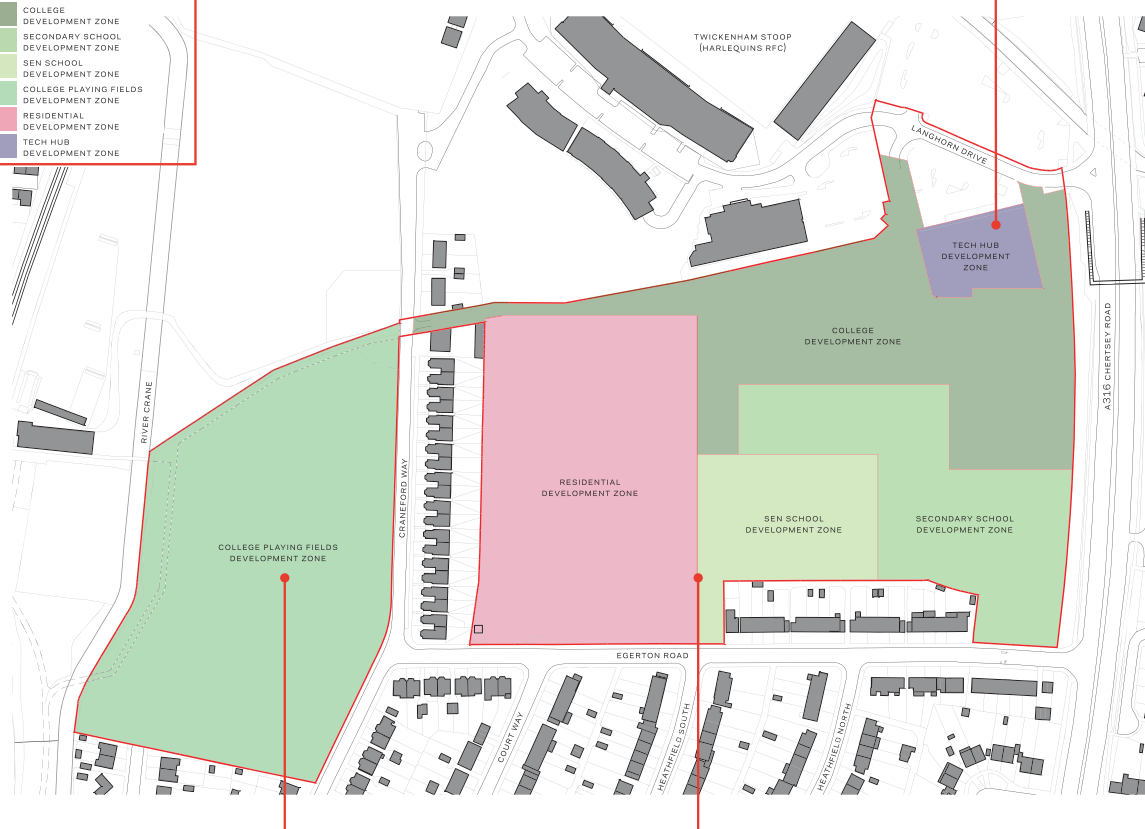 COLLEGE
DEVELOPMENT ZONE
SECONDARY SCHOOL
DEVELOPMENT ZONE
SEN SCHOOL
DEVELOPMENT ZONE
COLLEGE PLAYING FIELDS
DEVELOPMENT ZONE
RESIDENTIAL
DEVELOPMENT ZONE
TECH HUB
DEVELOPMENT ZONE
TWICKENHAM STOOP
(HARLEQUINS RFC)
LANGHORN DRIVE
TECH HUB
DEVELOPMENT
ZONE
COLLEGE
DEVELOPMENT ZONE
A316 CHERTSEY ROAD
RIVER CRANE
CRANEFORD WAY
RESIDENTIAL
DEVELOPMENT ZONE
SEN SCHOOL
DEVELOPMENT ZONE
SECONDARY SCHOOL
DEVELOPMENT ZONE
COLLEGE PLAYING FIELDS
DEVELOPMENT ZONE
EGERTON ROAD
COURT WAY
HEATHFIELD SOUTH
HEATHFIELD NORTH